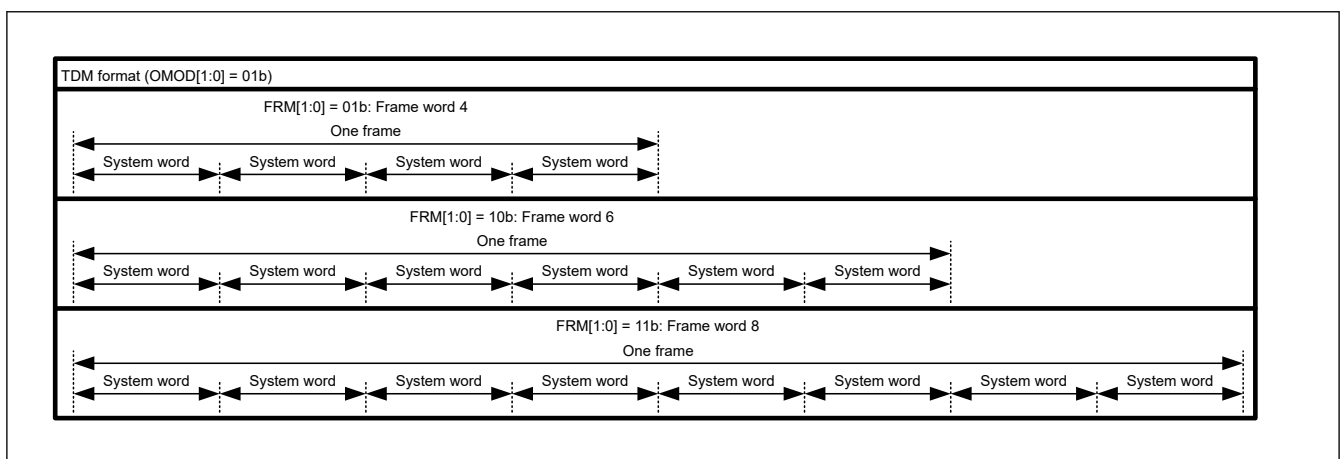 TDM format (OMOD[1:0] = 01b)
FRM[1:0] = 01b: Frame word 4
One frame
System word System word System word System word
FRM[1:0] = 10b: Frame word 6
One frame
System word System word System word System word System word System word
FRM[1:0] = 11b: Frame word 8
One frame
System word System word System word System word System word System word System word System word